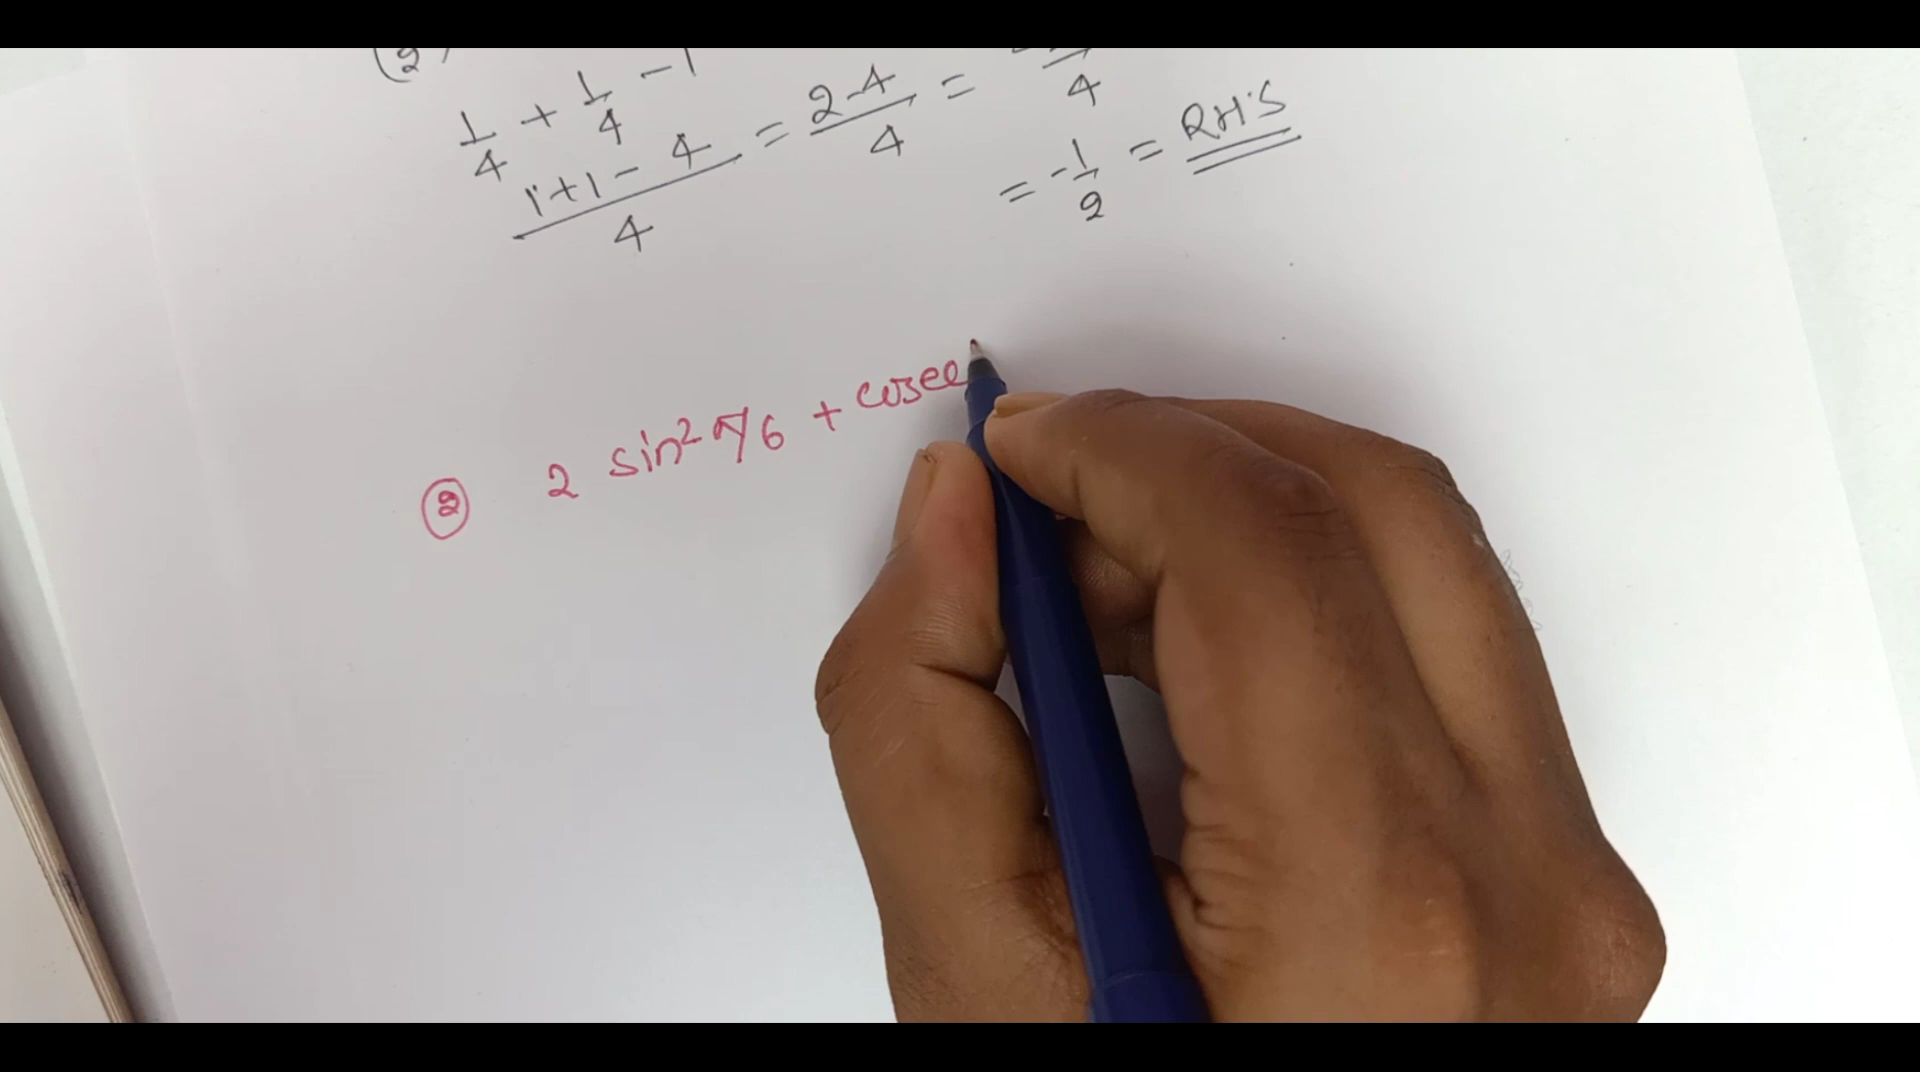 (2)
1/4 + 1/4 - 1
(1+1-4)/4 = (2-4)/4 = /4
= -1/2 = RHS
② 2 sin² π/6 + cosec